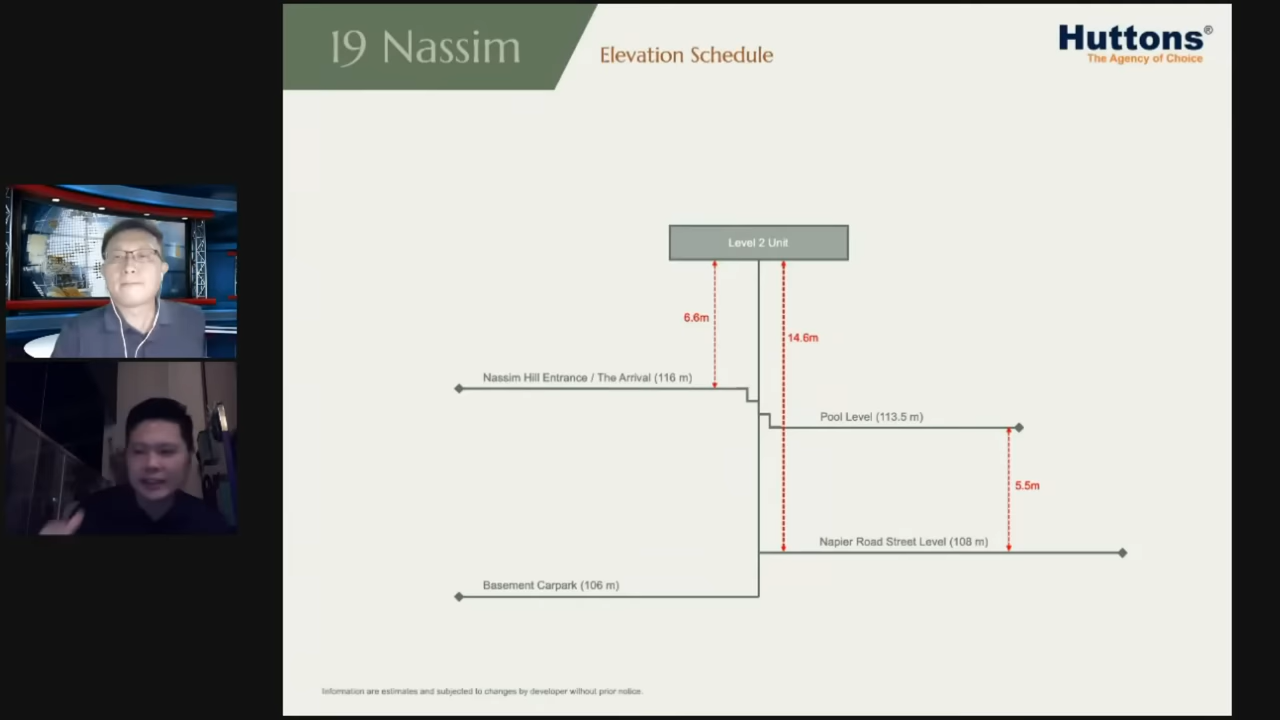 19 Nassim
Elevation Schedule
Huttons®
The Agency of Choice
Level 2 Unit
6.6m
14.6m
Nassim Hill Entrance / The Arrival (116 m)
Pool Level (113.5 m)
5.5m
Napier Road Street Level (108 m)
Basement Carpark (106 m)
Information are estimates and subjected to changes by developer without prior notice.